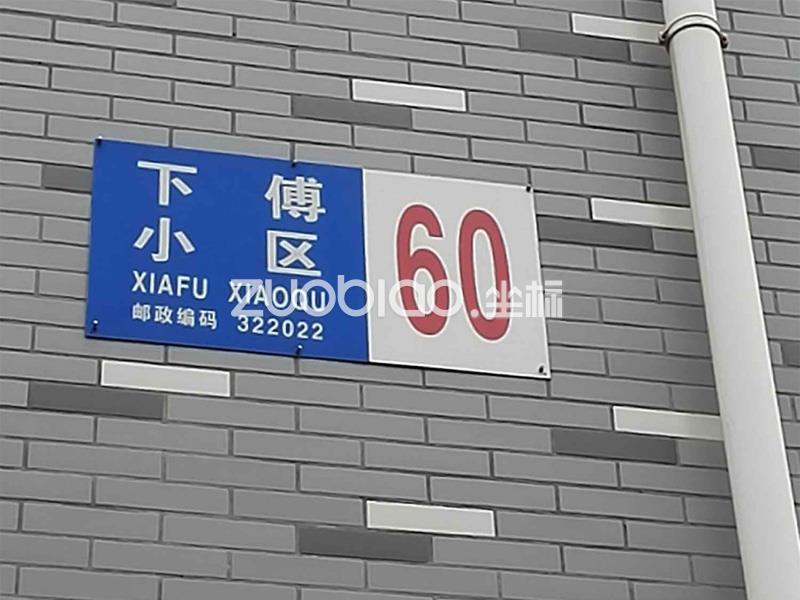 下傅
小区
XIAFU XIAOQU
邮政编码 322022
60
zuobiao.坐标